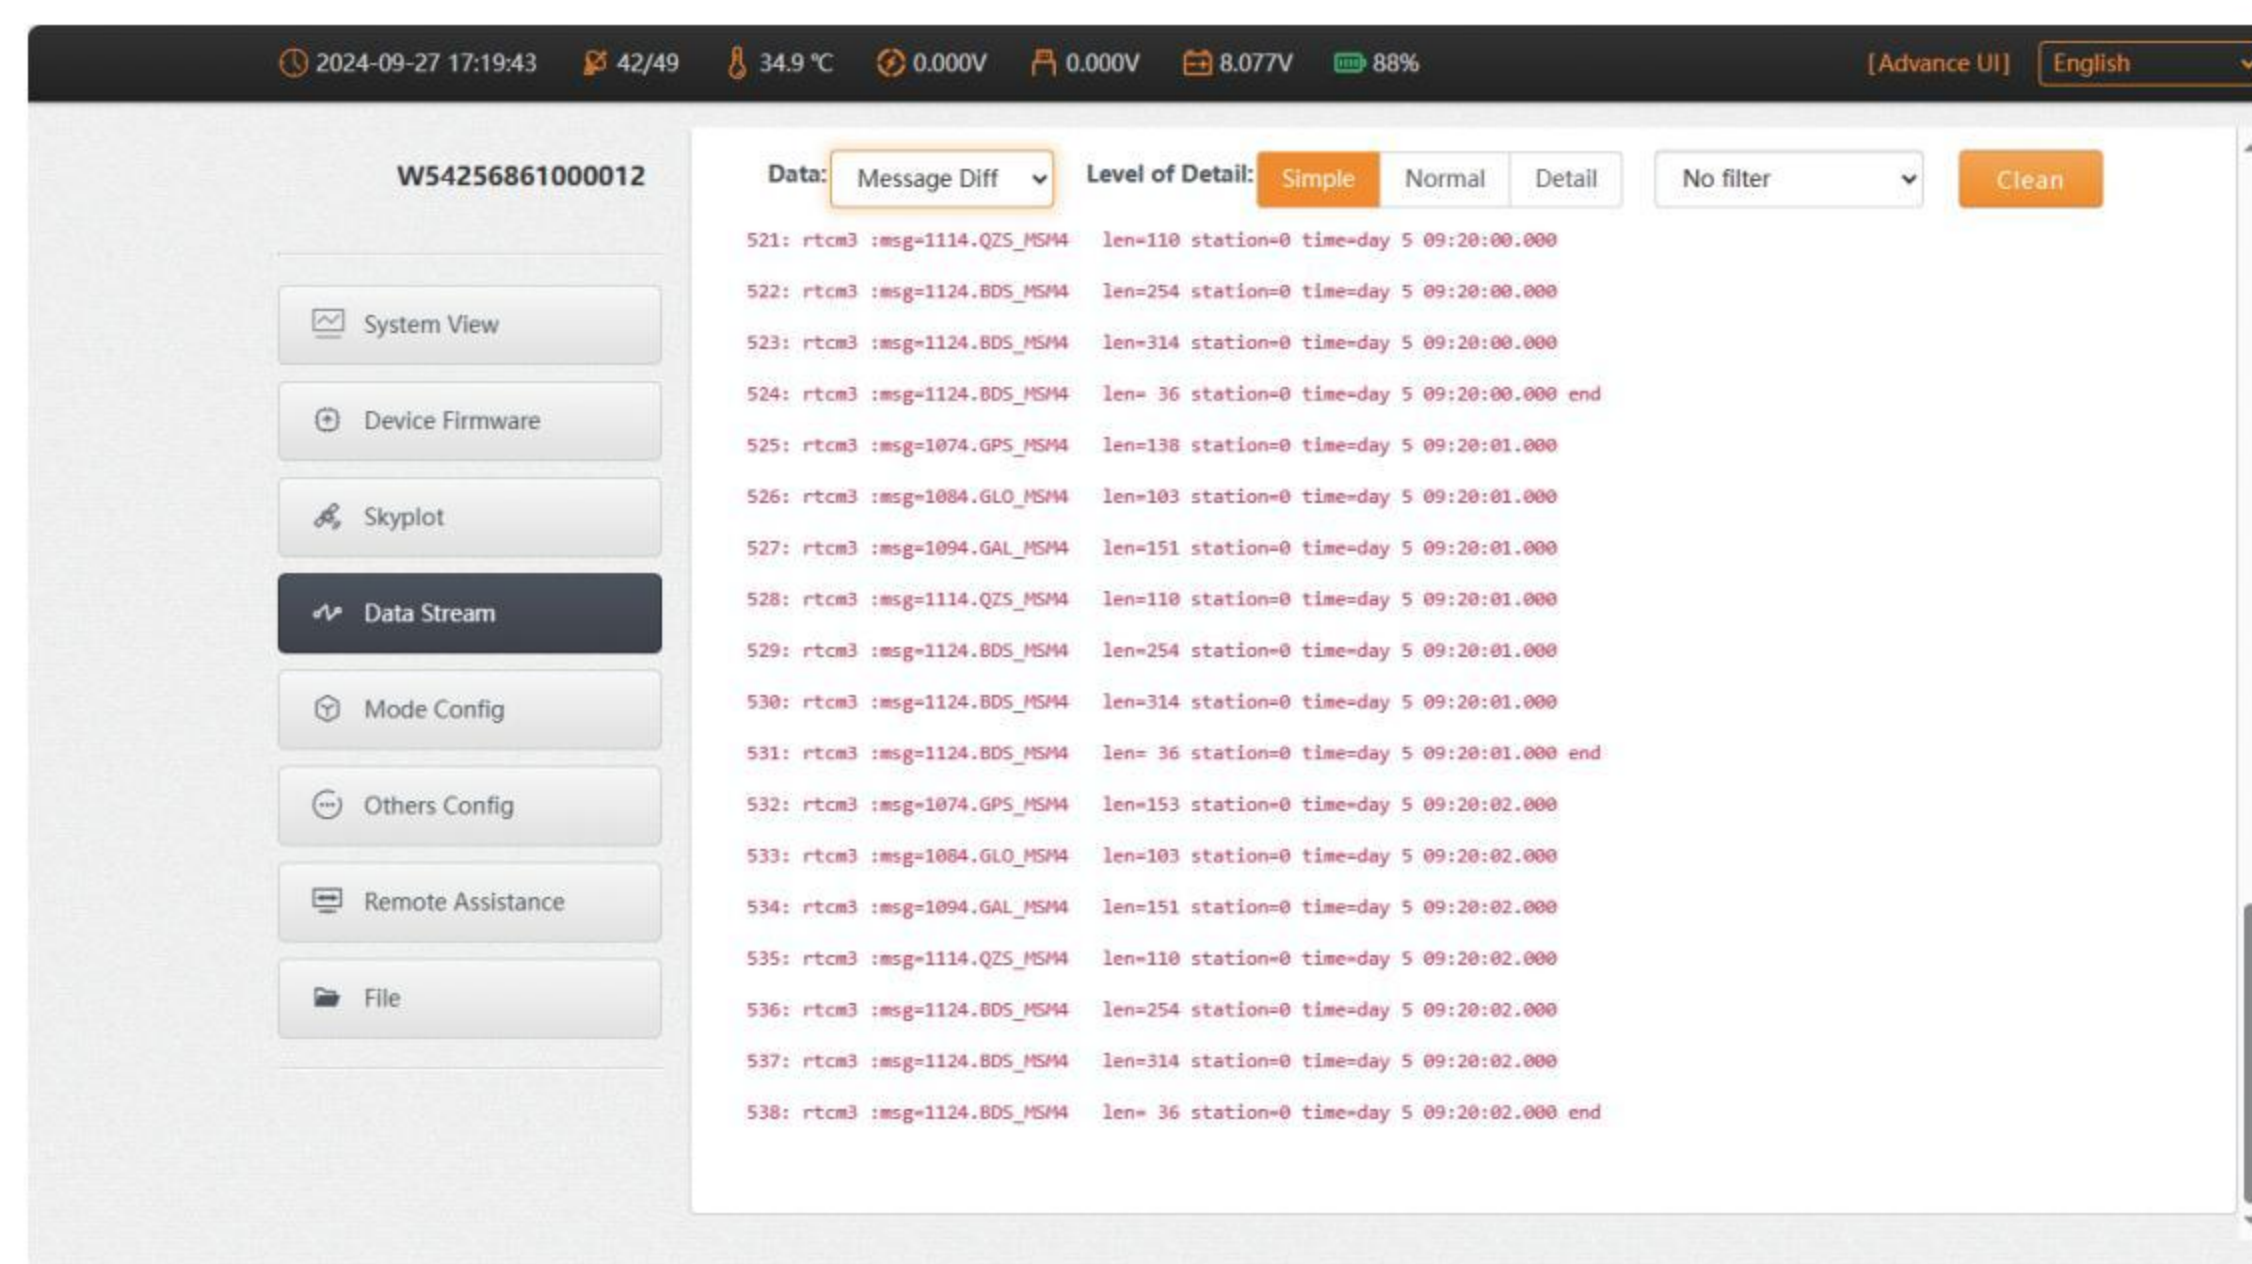 2024-09-27 17:19:43 42/49 34.9 ℃ 0.000V 0.000V 8.077V 88% [Advance UI] English
W54256861000012
System View
Device Firmware
Skyplot
Data Stream
Mode Config
Others Config
Remote Assistance
File
Data: Message Diff Level of Detail: Simple Normal Detail No filter Clean
521: rtcm3 :msg=1114.QZS_MSM4 len=110 station=0 time=day 5 09:20:00.000
522: rtcm3 :msg=1124.BDS_MSM4 len=254 station=0 time=day 5 09:20:00.000
523: rtcm3 :msg=1124.BDS_MSM4 len=314 station=0 time=day 5 09:20:00.000
524: rtcm3 :msg=1124.BDS_MSM4 len= 36 station=0 time=day 5 09:20:00.000 end
525: rtcm3 :msg=1074.GPS_MSM4 len=138 station=0 time=day 5 09:20:01.000
526: rtcm3 :msg=1084.GLO_MSM4 len=103 station=0 time=day 5 09:20:01.000
527: rtcm3 :msg=1094.GAL_MSM4 len=151 station=0 time=day 5 09:20:01.000
528: rtcm3 :msg=1114.QZS_MSM4 len=110 station=0 time=day 5 09:20:01.000
529: rtcm3 :msg=1124.BDS_MSM4 len=254 station=0 time=day 5 09:20:01.000
530: rtcm3 :msg=1124.BDS_MSM4 len=314 station=0 time=day 5 09:20:01.000
531: rtcm3 :msg=1124.BDS_MSM4 len= 36 station=0 time=day 5 09:20:01.000 end
532: rtcm3 :msg=1074.GPS_MSM4 len=153 station=0 time=day 5 09:20:02.000
533: rtcm3 :msg=1084.GLO_MSM4 len=103 station=0 time=day 5 09:20:02.000
534: rtcm3 :msg=1094.GAL_MSM4 len=151 station=0 time=day 5 09:20:02.000
535: rtcm3 :msg=1114.QZS_MSM4 len=110 station=0 time=day 5 09:20:02.000
536: rtcm3 :msg=1124.BDS_MSM4 len=254 station=0 time=day 5 09:20:02.000
537: rtcm3 :msg=1124.BDS_MSM4 len=314 station=0 time=day 5 09:20:02.000
538: rtcm3 :msg=1124.BDS_MSM4 len= 36 station=0 time=day 5 09:20:02.000 end